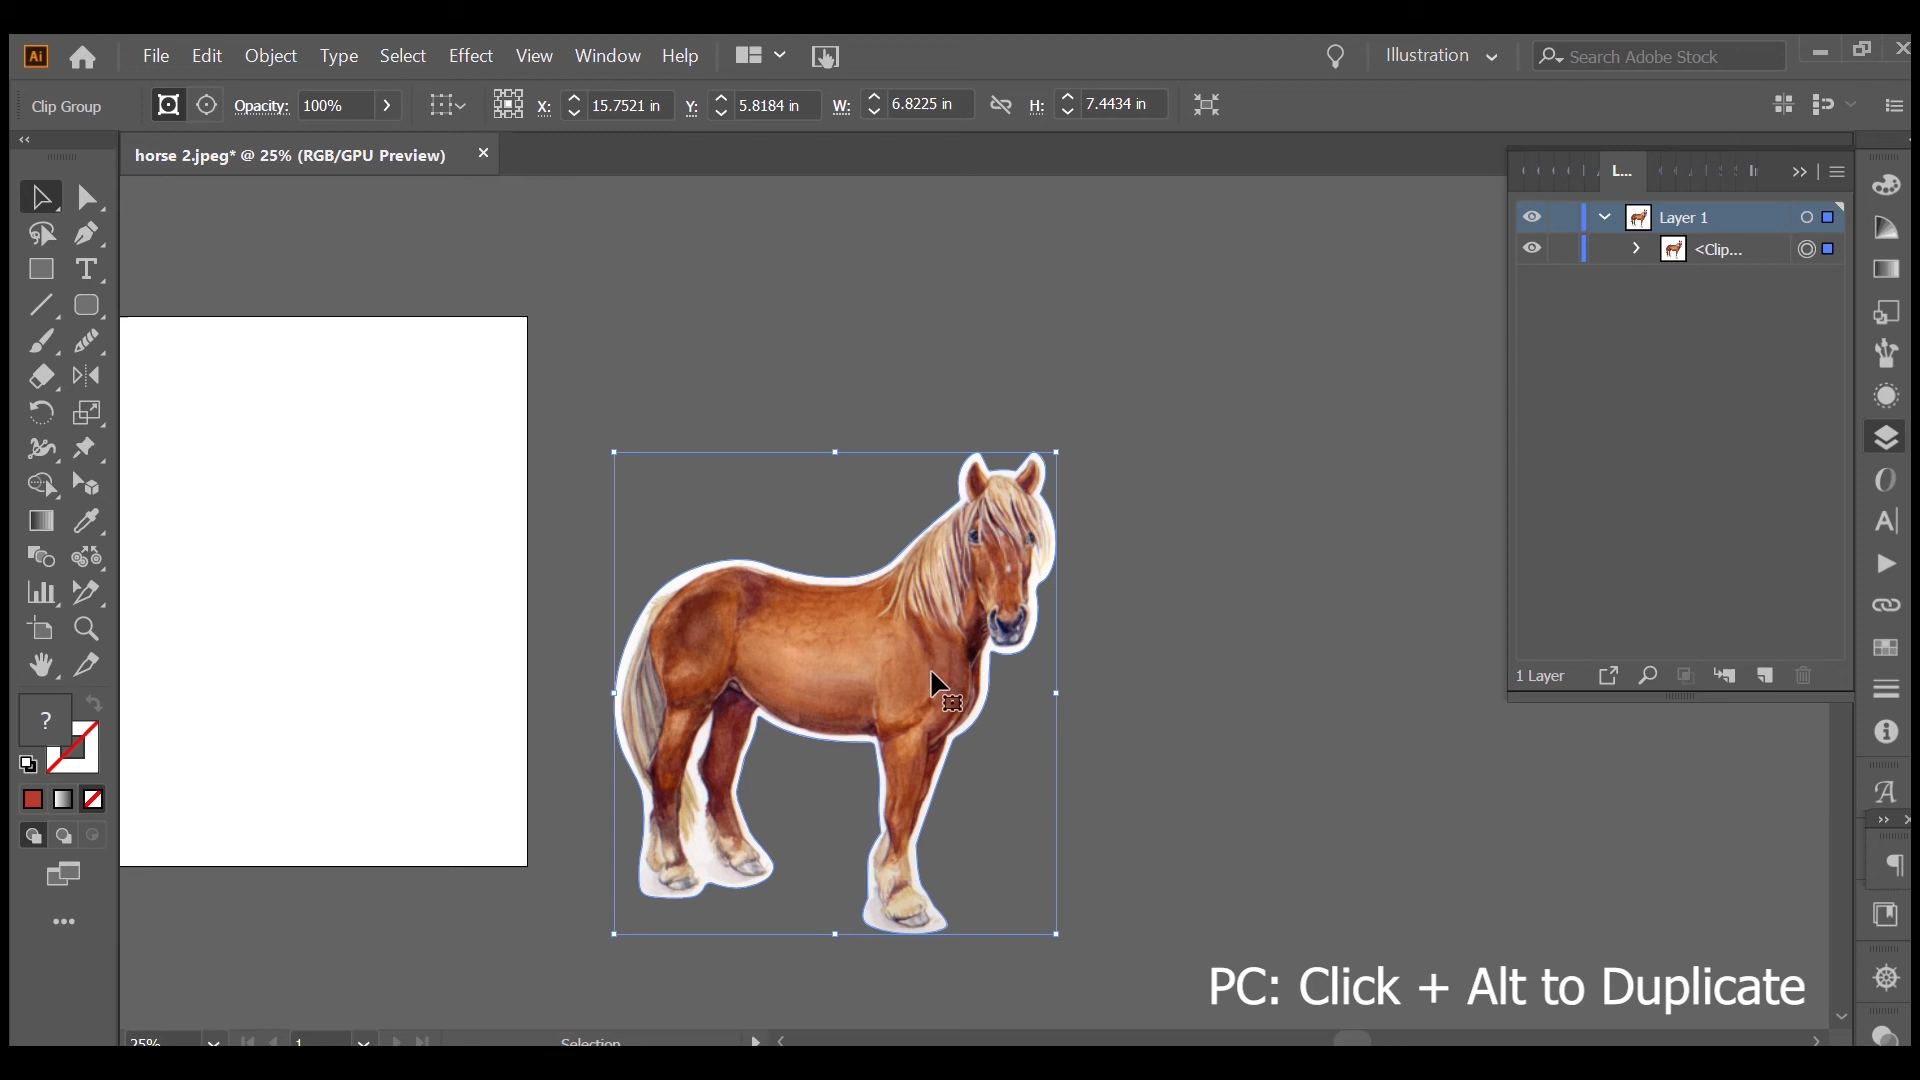 Ai File Edit Object Type Select Effect View Window Help Illustration Search Adobe Stock
Clip Group Opacity: 100% X: 15.7521 in Y: 5.8184 in W: 6.8225 in H: 7.4434 in
horse 2.jpeg* @ 25% (RGB/GPU Preview)
L...
Layer 1
<Clip...
1 Layer
?
PC: Click + Alt to Duplicate
25% 1 Selection